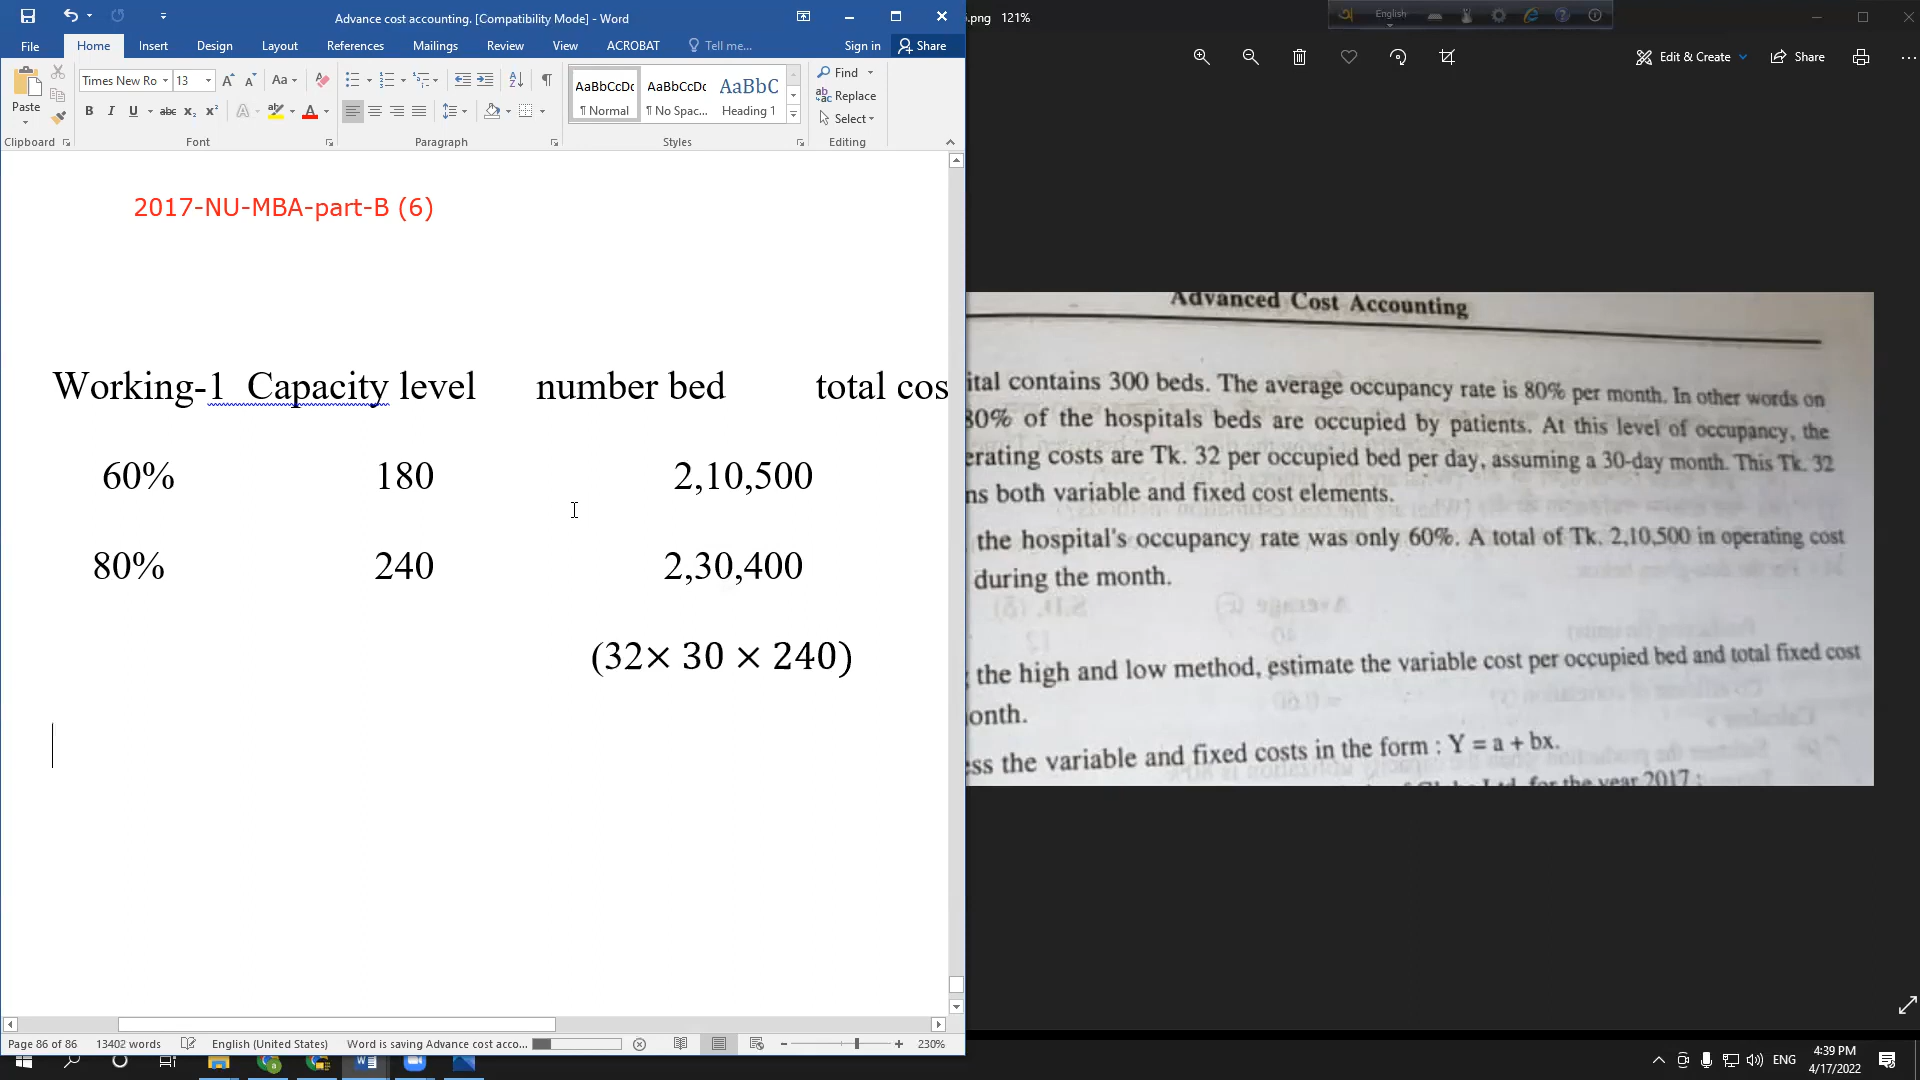 Advance cost accounting. [Compatibility Mode] - Word
.png 121%
English
File Home Insert Design Layout References Mailings Review View ACROBAT Tell me... Sign in Share
Edit & Create Share
Paste
Times New Ro 13
AaBbCcDc AaBbCcDc AaBbC
¶ Normal ¶ No Spac... Heading 1
Find
Replace
Select
Clipboard Font Paragraph Styles Editing
2017-NU-MBA-part-B (6)
Working-1 Capacity level number bed total cos
60% 180 2,10,500
80% 240 2,30,400
(32× 30 × 240)
Advanced Cost Accounting
ital contains 300 beds. The average occupancy rate is 80% per month. In other words on
80% of the hospitals beds are occupied by patients. At this level of occupancy, the
erating costs are Tk. 32 per occupied bed per day, assuming a 30-day month. This Tk. 32
ns both variable and fixed cost elements.
the hospital's occupancy rate was only 60%. A total of Tk. 2,10,500 in operating cost
during the month.
the high and low method, estimate the variable cost per occupied bed and total fixed cost
onth.
ess the variable and fixed costs in the form : Y = a + bx.
for the year 2017 :
Page 86 of 86 13402 words English (United States) Word is saving Advance cost acco... 230%
ENG
4:39 PM
4/17/2022